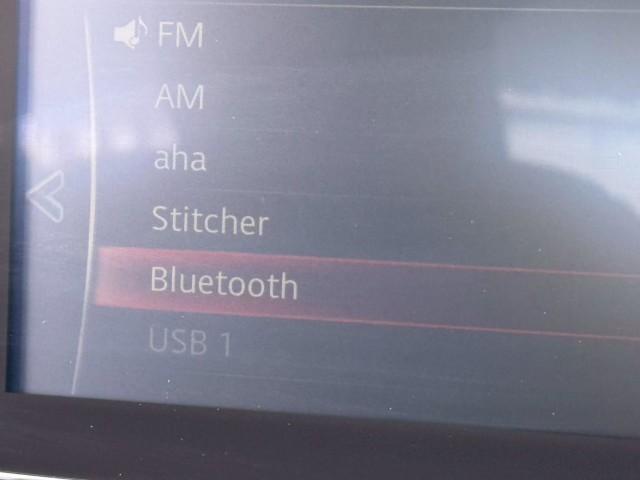 FM
AM
aha
Stitcher
Bluetooth
USB 1